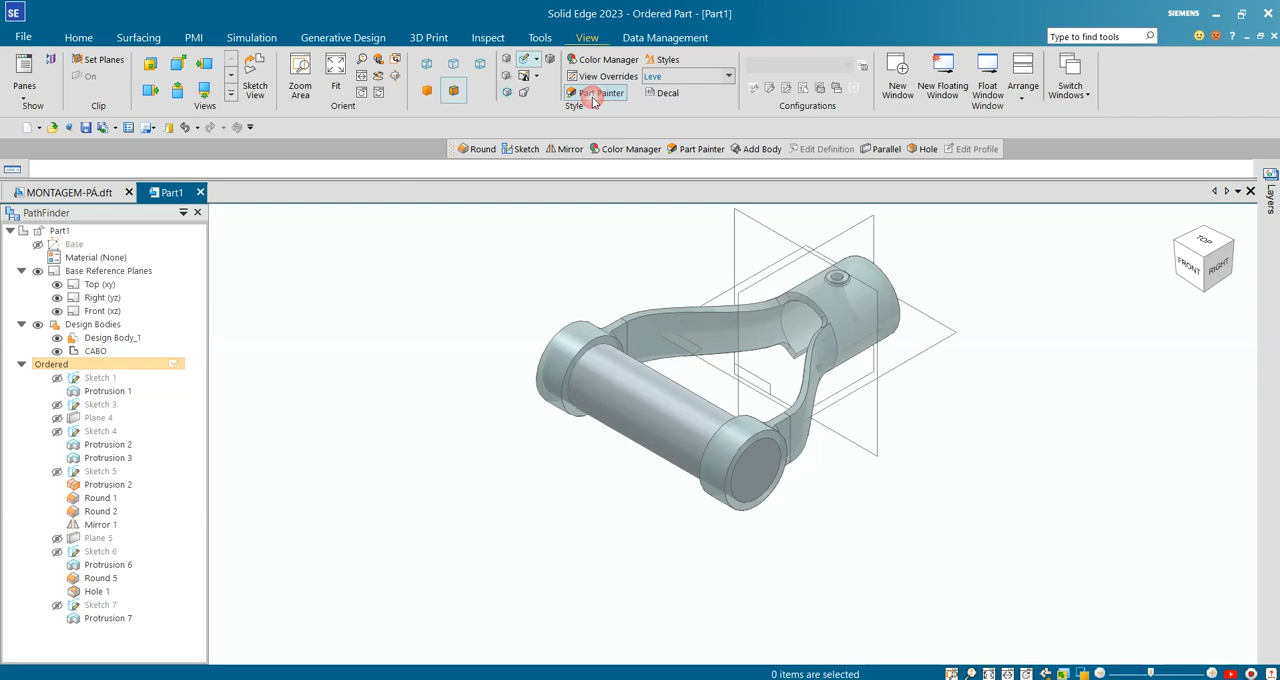 SE
Solid Edge 2023 - Ordered Part - [Part1]
SIEMENS
File Home Surfacing PMI Simulation Generative Design 3D Print Inspect Tools View Data Management
Type to find tools
Panes
Show
Set Planes
On
Clip
Views
Sketch View
Zoom Area
Fit
Orient
Color Manager
Styles
View Overrides
Leve
Part Painter
Decal
Style
Configurations
New Window
New Floating Window
Float Window
Arrange
Switch Windows
Round Sketch Mirror Color Manager Part Painter Add Body Edit Definition Parallel Hole Edit Profile
MONTAGEM-PÁ.dft
Part1
Layers
PathFinder
Part1
Base
Material (None)
Base Reference Planes
Top (xy)
Right (yz)
Front (xz)
Design Bodies
Design Body_1
CABO
Ordered
Sketch 1
Protrusion 1
Sketch 3
Plane 4
Sketch 4
Protrusion 2
Protrusion 3
Sketch 5
Protrusion 2
Round 1
Round 2
Mirror 1
Plane 5
Sketch 6
Protrusion 6
Round 5
Hole 1
Sketch 7
Protrusion 7
TOP
FRONT
RIGHT
0 items are selected